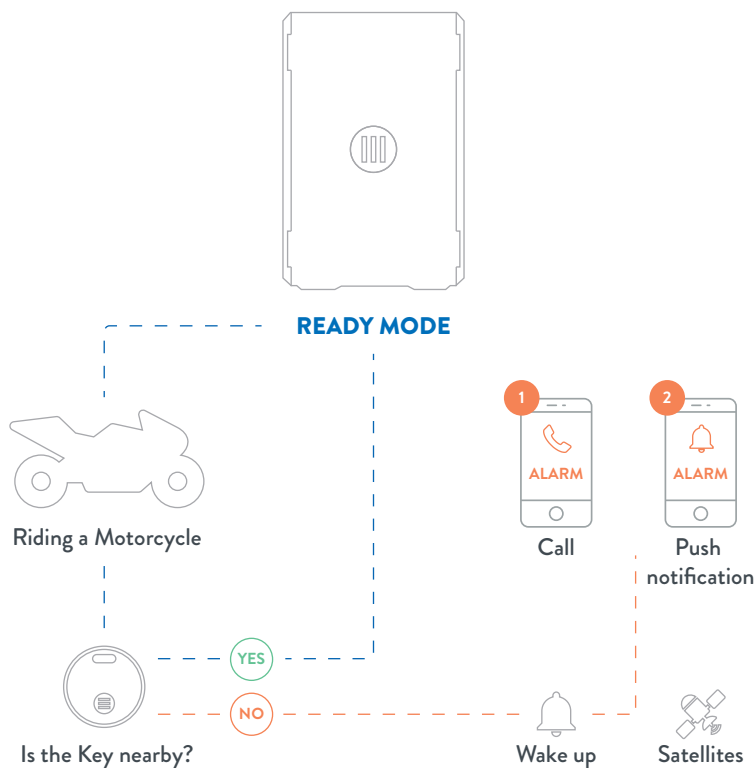 READY MODE
1
2
ALARM
ALARM
Riding a Motorcycle
Call
Push
notification
YES
NO
Is the Key nearby?
Wake up
Satellites